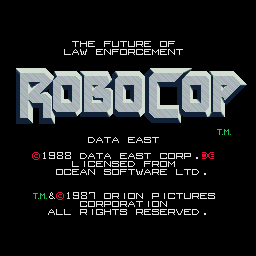 THE FUTURE OF
LAW ENFORCEMENT
ROBOCOP
T.M.
DATA EAST
©1988 DATA EAST CORP.
LICENSED FROM
OCEAN SOFTWARE LTD.
T.M.&©1987 ORION PICTURES
CORPORATION
ALL RIGHTS RESERVED.